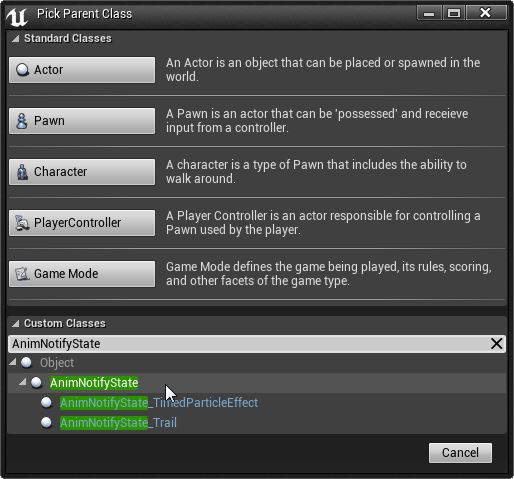 Pick Parent Class
Standard Classes
Actor
An Actor is an object that can be placed or spawned in the
world.
Pawn
A Pawn is an actor that can be 'possessed' and receieve
input from a controller.
Character
A character is a type of Pawn that includes the ability to
walk around.
PlayerController
A Player Controller is an actor responsible for controlling a
Pawn used by the player.
Game Mode
Game Mode defines the game being played, its rules, scoring,
and other facets of the game type.
Custom Classes
AnimNotifyState
Object
AnimNotifyState
AnimNotifyState_TimedParticleEffect
AnimNotifyState_Trail
Cancel